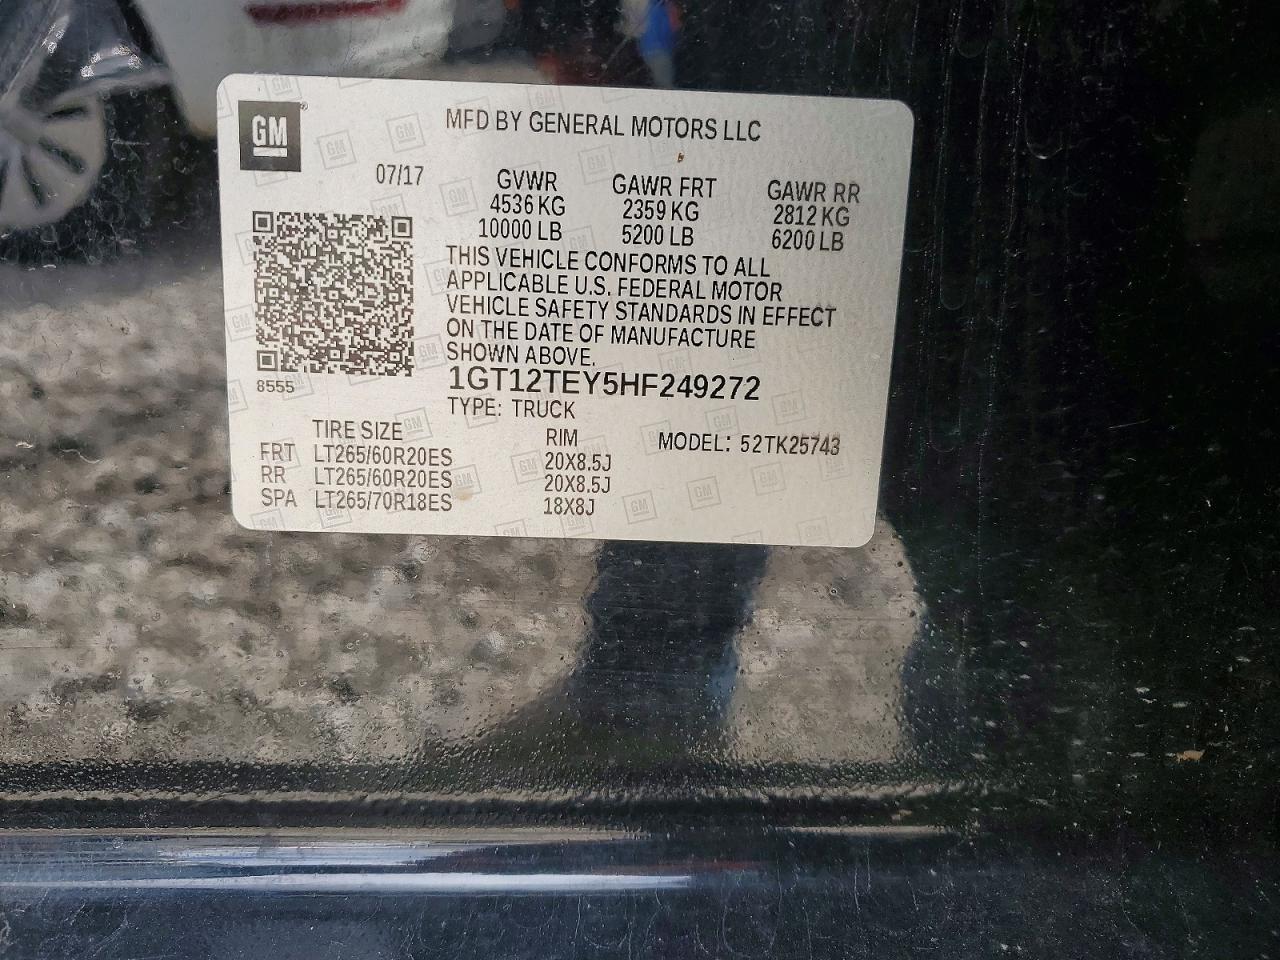 GM
MFD BY GENERAL MOTORS LLC
07/17
GVWR GAWR FRT GAWR RR
4536 KG 2359 KG 2812 KG
10000 LB 5200 LB 6200 LB
THIS VEHICLE CONFORMS TO ALL
APPLICABLE U.S. FEDERAL MOTOR
VEHICLE SAFETY STANDARDS IN EFFECT
ON THE DATE OF MANUFACTURE
SHOWN ABOVE.
8555
1GT12TEY5HF249272
TYPE: TRUCK
TIRE SIZE RIM MODEL: 52TK25743
FRT LT265/60R20ES 20X8.5J
RR LT265/60R20ES 20X8.5J
SPA LT265/70R18ES 18X8J